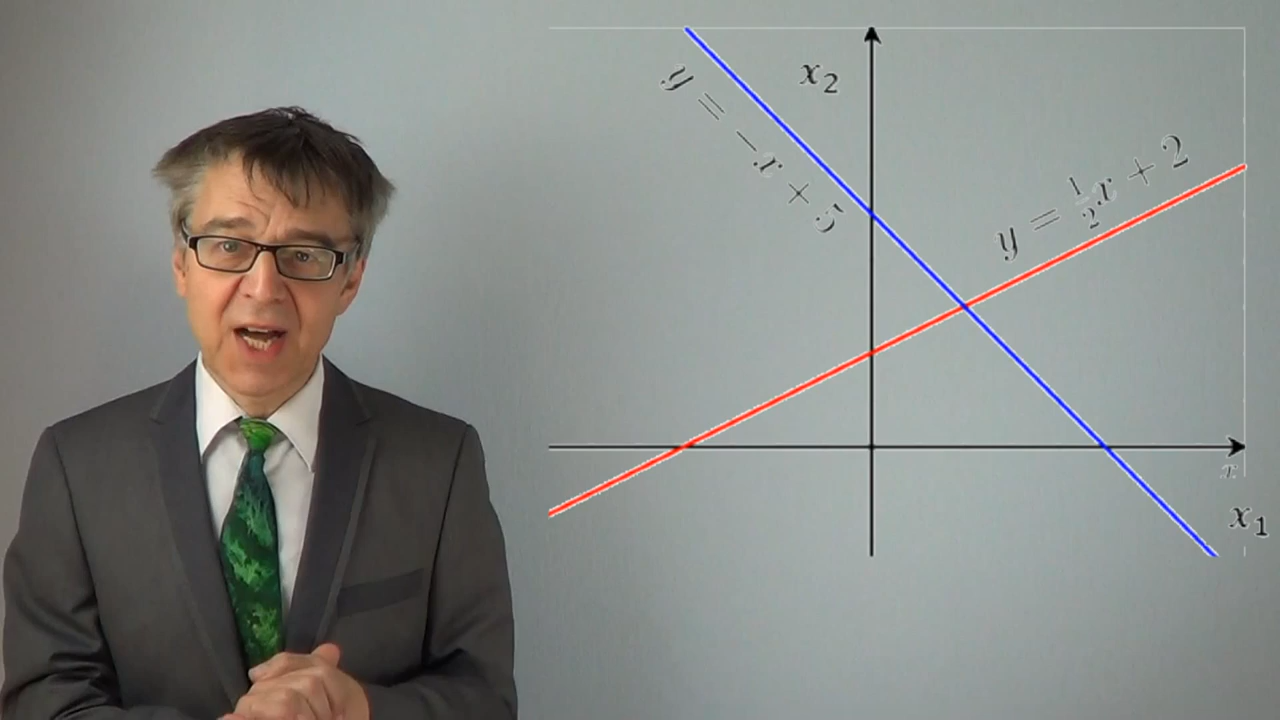 x₂
y = −x + 5
y = ½x + 2
x
x₁